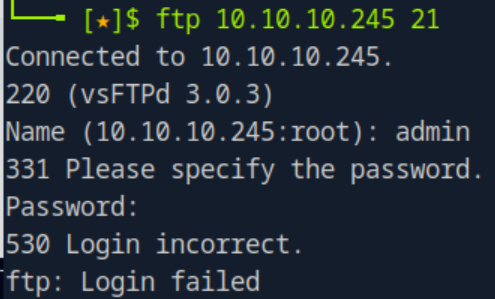 [★]$ ftp 10.10.10.245 21
Connected to 10.10.10.245.
220 (vsFTPd 3.0.3)
Name (10.10.10.245:root): admin
331 Please specify the password.
Password:
530 Login incorrect.
ftp: Login failed